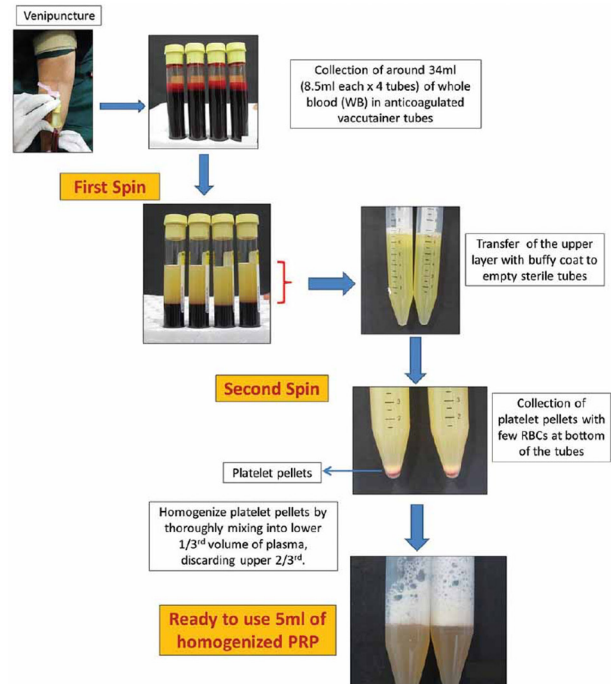 Venipuncture
Collection of around 34ml
(8.5ml each x 4 tubes) of whole
blood (WB) in anticoagulated
vaccutainer tubes
First Spin
Transfer of the upper
layer with buffy coat to
empty sterile tubes
Second Spin
Collection of
platelet pellets with
few RBCs at bottom
of the tubes
Platelet pellets
Homogenize platelet pellets by
thoroughly mixing into lower
1/3rd volume of plasma,
discarding upper 2/3rd.
Ready to use 5ml of
homogenized PRP